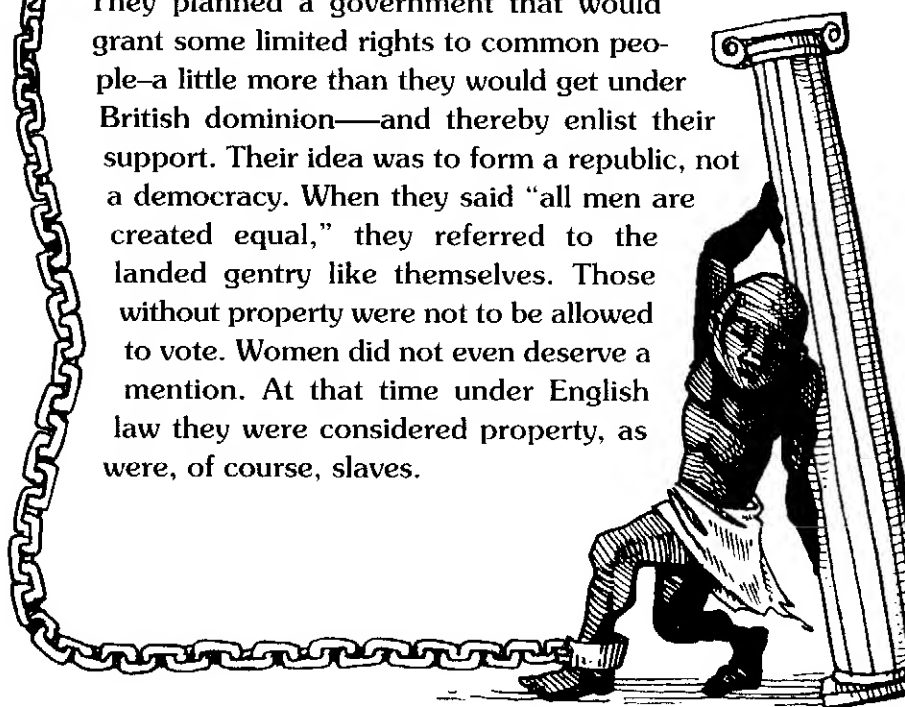 They planned a government that would
grant some limited rights to common peo-
ple–a little more than they would get under
British dominion—–and thereby enlist their
support. Their idea was to form a republic, not
a democracy. When they said “all men are
created equal,” they referred to the
landed gentry like themselves. Those
without property were not to be allowed
to vote. Women did not even deserve a
mention. At that time under English
law they were considered property, as
were, of course, slaves.